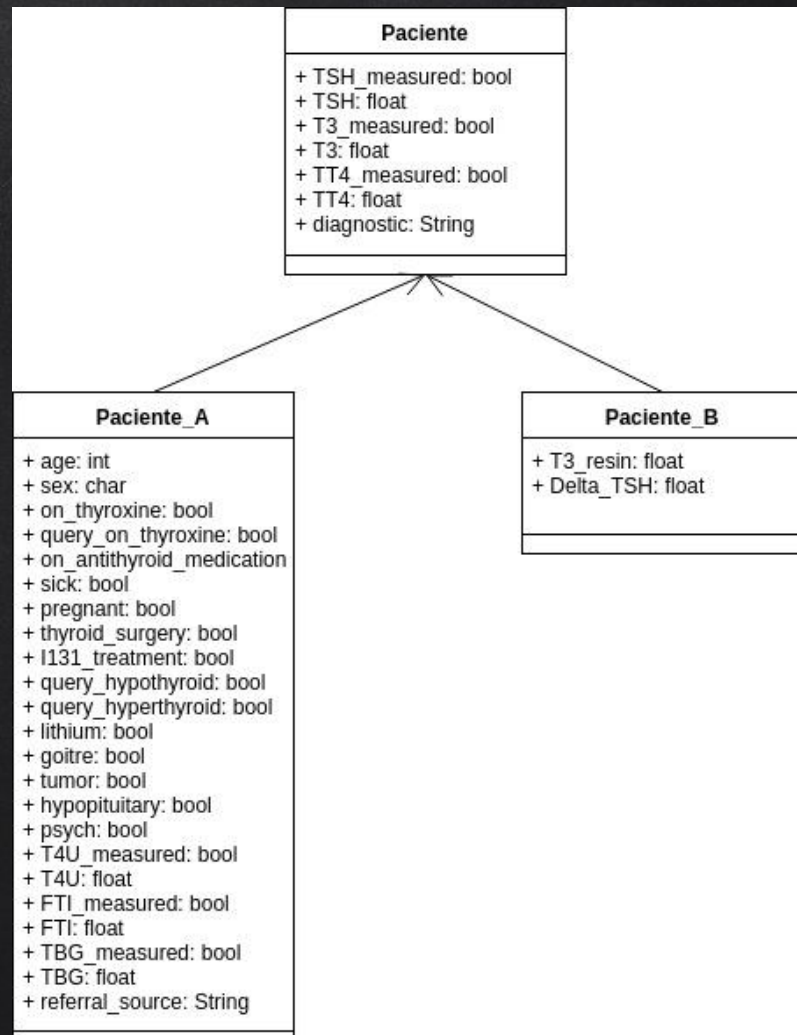 Paciente
+ TSH_measured: bool
+ TSH: float
+ T3_measured: bool
+ T3: float
+ TT4_measured: bool
+ TT4: float
+ diagnostic: String
Paciente_A
+ age: int
+ sex: char
+ on_thyroxine: bool
+ query_on_thyroxine: bool
+ on_antithyroid_medication
+ sick: bool
+ pregnant: bool
+ thyroid_surgery: bool
+ I131_treatment: bool
+ query_hypothyroid: bool
+ query_hyperthyroid: bool
+ lithium: bool
+ goitre: bool
+ tumor: bool
+ hypopituitary: bool
+ psych: bool
+ T4U_measured: bool
+ T4U: float
+ FTI_measured: bool
+ FTI: float
+ TBG_measured: bool
+ TBG: float
+ referral_source: String
Paciente_B
+ T3_resin: float
+ Delta_TSH: float